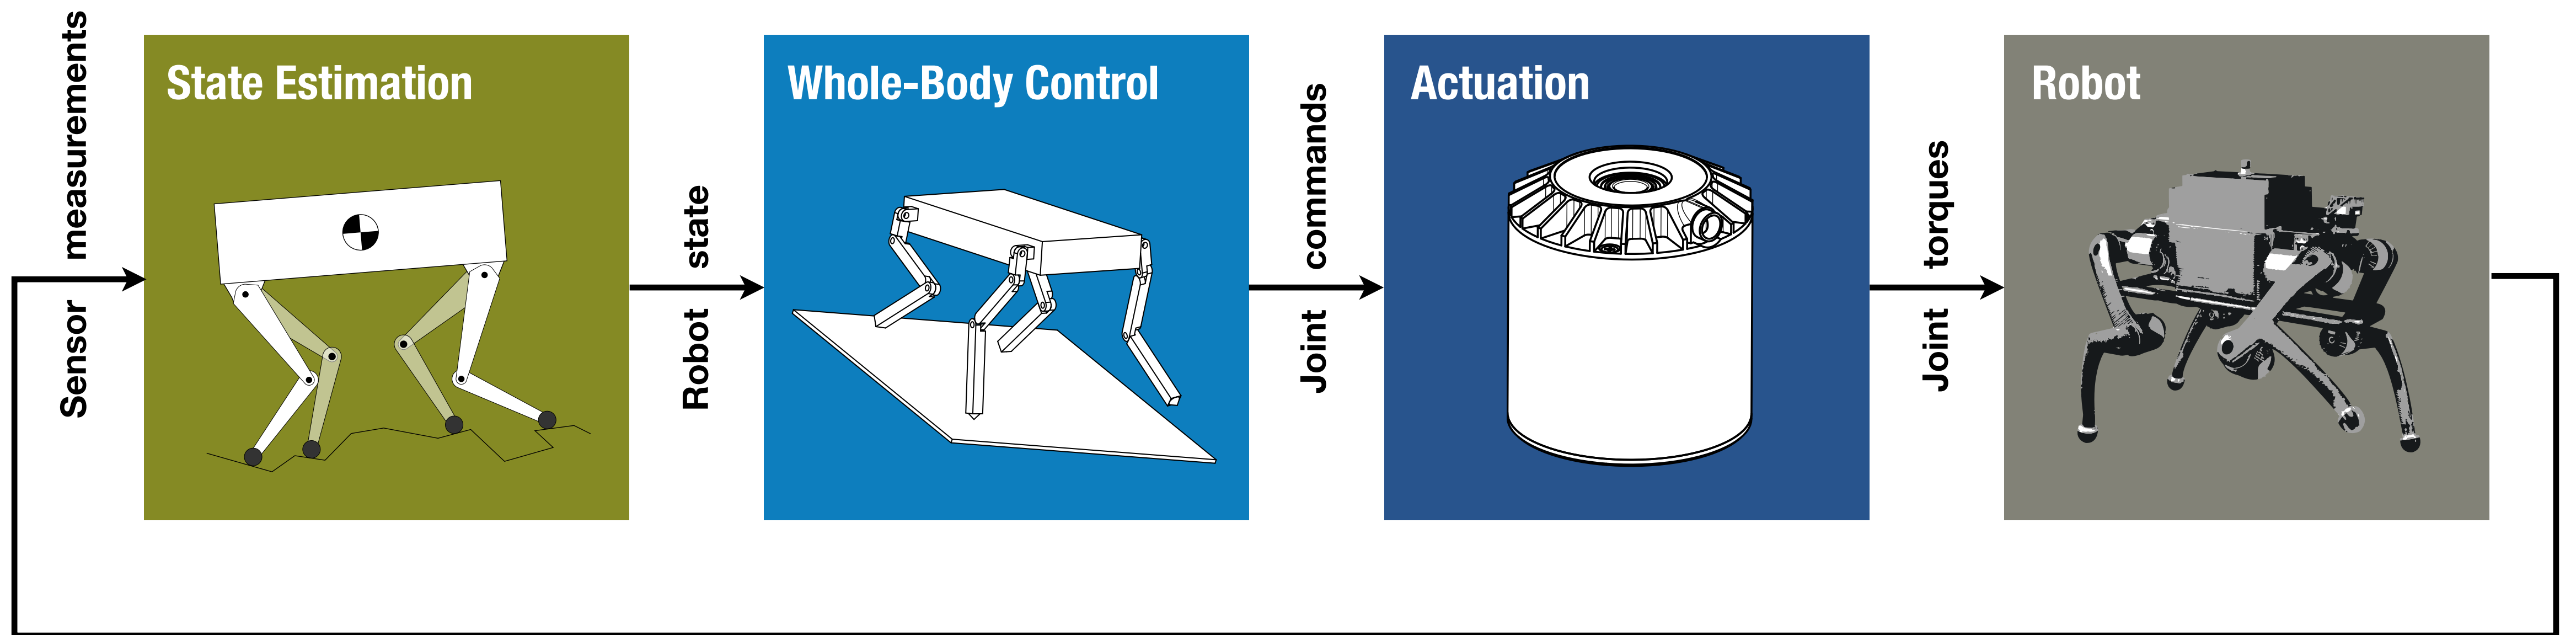 Sensor measurements
State Estimation
Robot state
Whole-Body Control
Joint commands
Actuation
Joint torques
Robot